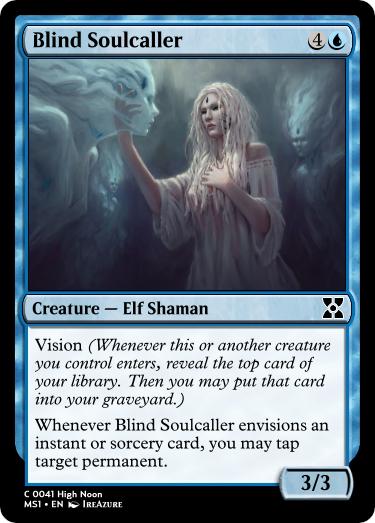 Blind Soulcaller 4
Creature — Elf Shaman
Vision (Whenever this or another creature
you control enters, reveal the top card of
your library. Then you may put that card
into your graveyard.)
Whenever Blind Soulcaller envisions an
instant or sorcery card, you may tap
target permanent.
3/3
C 0041 High Noon
MS1 • EN IreAzure